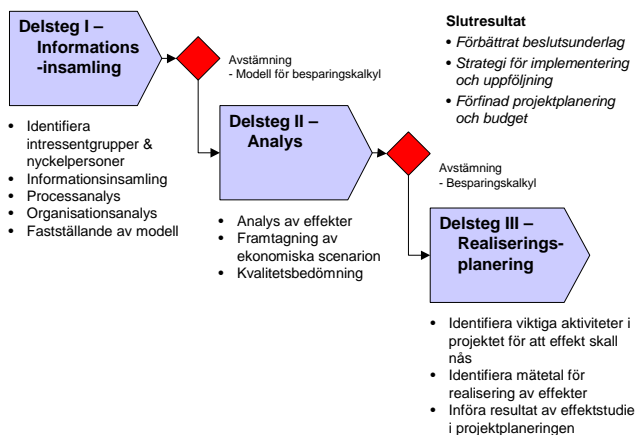 Delsteg I –
Informations
-insamling
Avstämning
- Modell för besparingskalkyl
Slutresultat
• Förbättrat beslutsunderlag
• Strategi för implementering
och uppföljning
• Förfinad projektplanering
och budget
• Identifiera
intressentgrupper &
nyckelpersoner
• Informationsinsamling
• Processanalys
• Organisationsanalys
• Fastställande av modell
Delsteg II –
Analys
Avstämning
- Besparingskalkyl
• Analys av effekter
• Framtagning av
ekonomiska scenarion
• Kvalitetsbedömning
Delsteg III –
Realiserings-
planering
• Identifiera viktiga aktiviteter i
projektet för att effekt skall
nås
• Identifiera mätetal för
realisering av effekter
• Införa resultat av effektstudie
i projektplaneringen